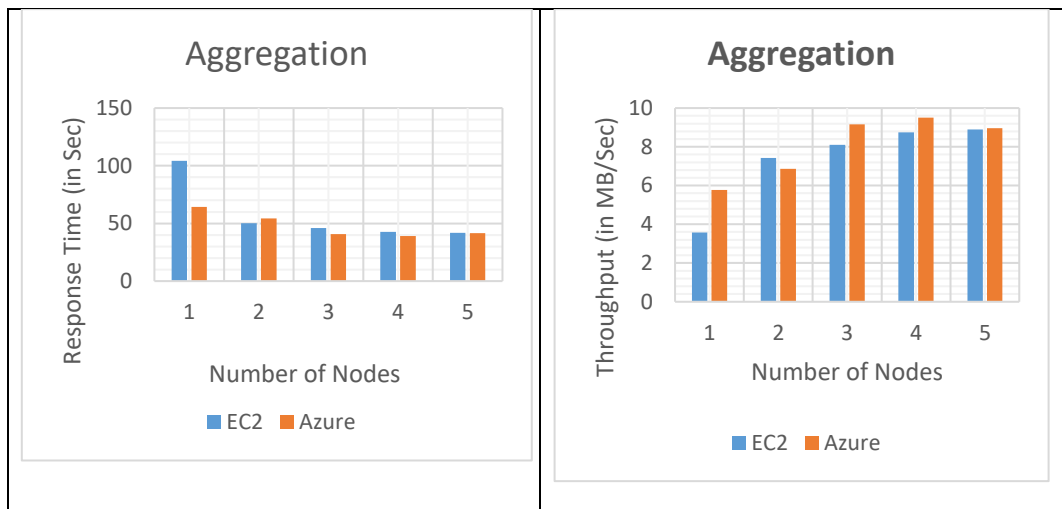 Aggregation
Response Time (in Sec)
150
100
50
0
1 2 3 4 5
Number of Nodes
EC2 Azure
Aggregation
Throughput (in MB/Sec)
10
8
6
4
2
0
1 2 3 4 5
Number of Nodes
EC2 Azure